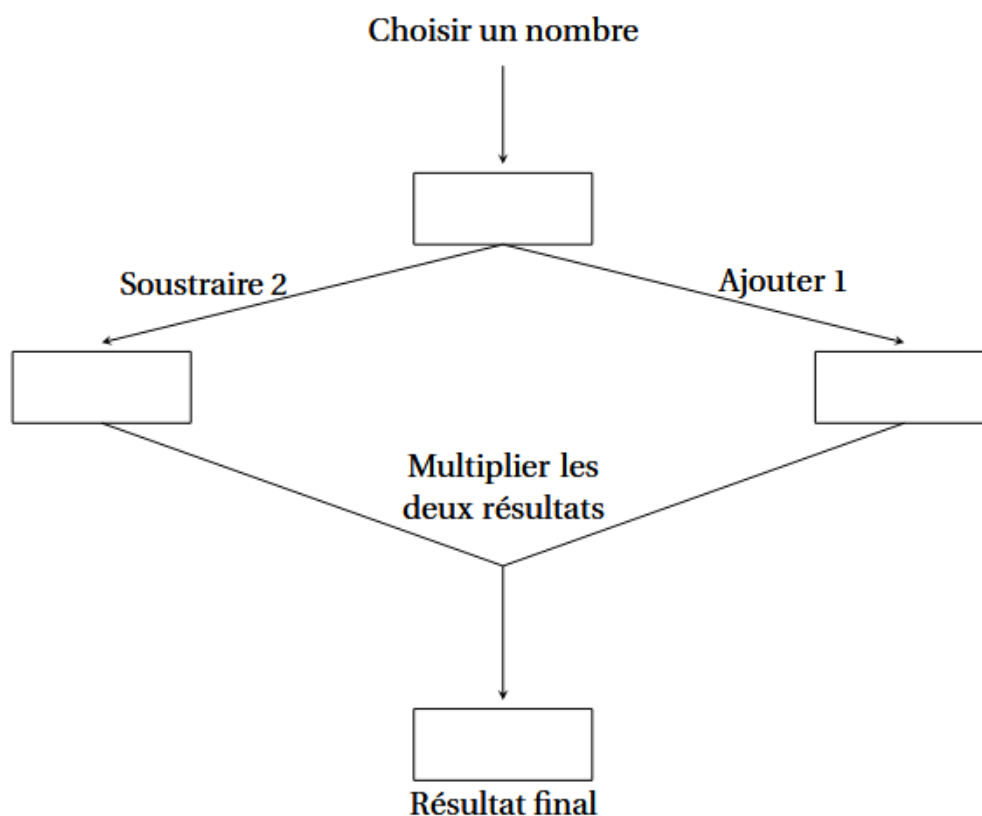 Choisir un nombre
Soustraire 2
Ajouter 1
Multiplier les
deux résultats
Résultat final